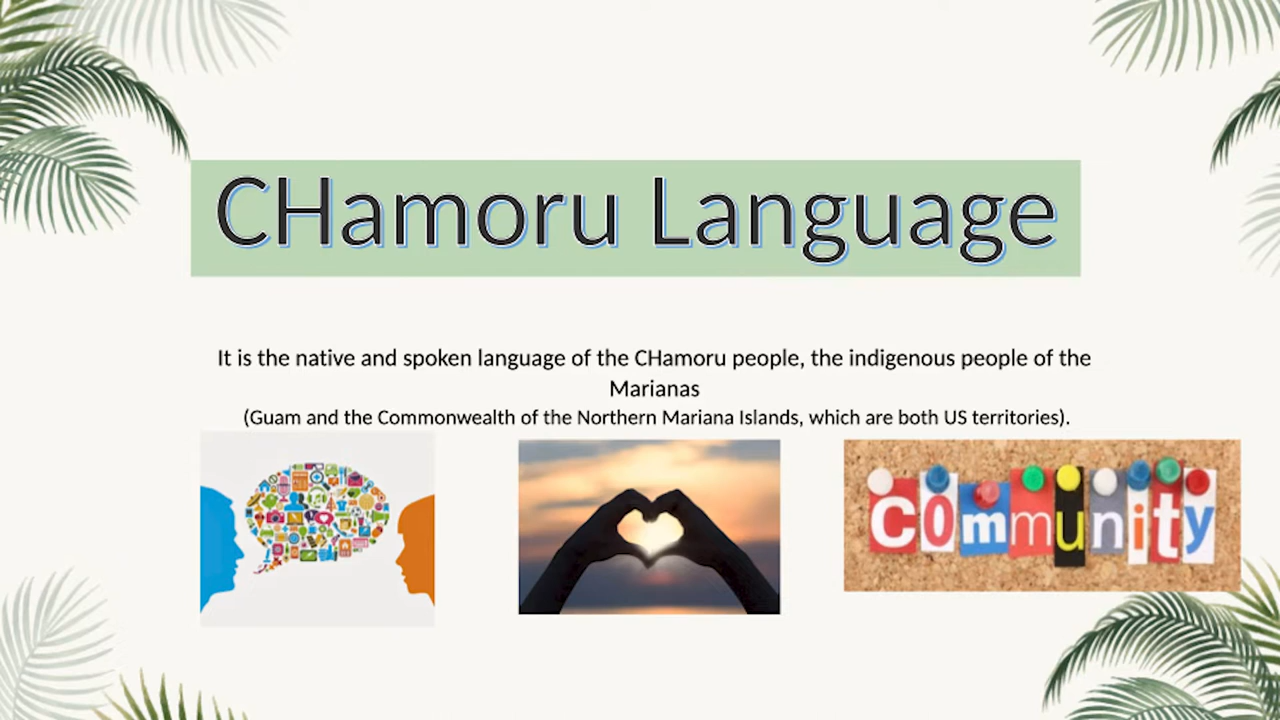 CHamoru Language
It is the native and spoken language of the CHamoru people, the indigenous people of the
Marianas
(Guam and the Commonwealth of the Northern Mariana Islands, which are both US territories).
community